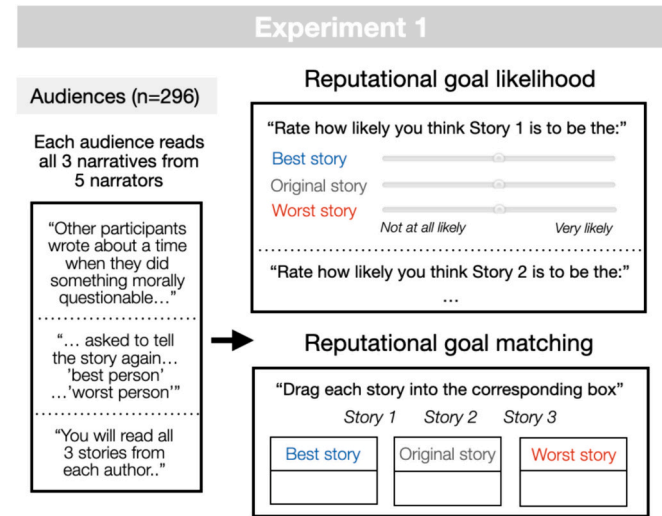 Experiment 1
Audiences (n=296)
Each audience reads
all 3 narratives from
5 narrators
“Other participants
wrote about a time
when they did
something morally
questionable…”
“… asked to tell
the story again…
'best person'
…'worst person'”
“You will read all
3 stories from
each author..”
Reputational goal likelihood
“Rate how likely you think Story 1 is to be the:”
Best story
Original story
Worst story
Not at all likely Very likely
“Rate how likely you think Story 2 is to be the:”
…
Reputational goal matching
“Drag each story into the corresponding box”
Story 1 Story 2 Story 3
Best story Original story Worst story